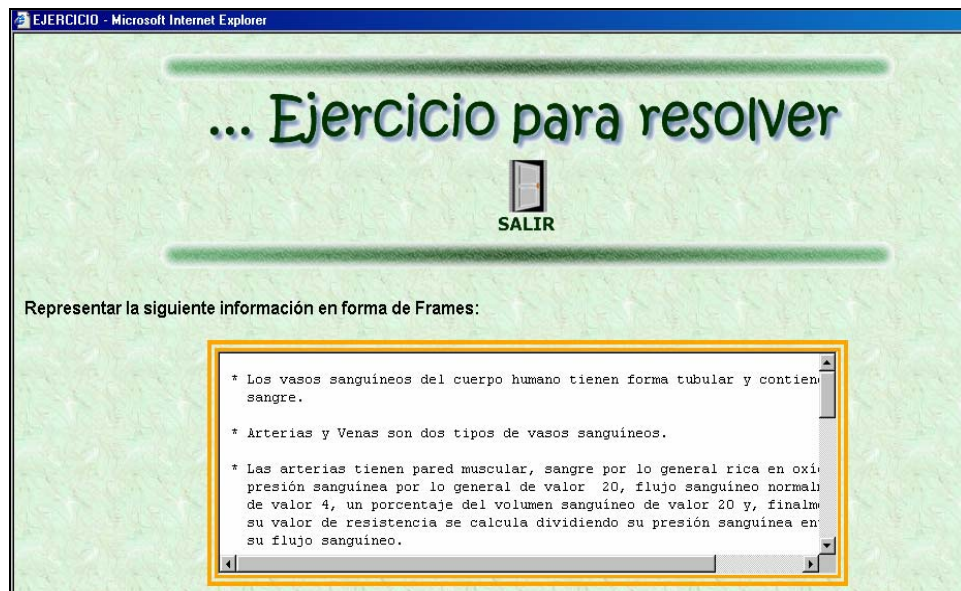 EJERCICIO - Microsoft Internet Explorer
... Ejercicio para resolver
SALIR
Representar la siguiente información en forma de Frames:
* Los vasos sanguíneos del cuerpo humano tienen forma tubular y contien
sangre.
* Arterias y Venas son dos tipos de vasos sanguíneos.
* Las arterias tienen pared muscular, sangre por lo general rica en oxí
presión sanguínea por lo general de valor 20, flujo sanguíneo normal
de valor 4, un porcentaje del volumen sanguíneo de valor 20 y, finalm
su valor de resistencia se calcula dividiendo su presión sanguínea en
su flujo sanguíneo.